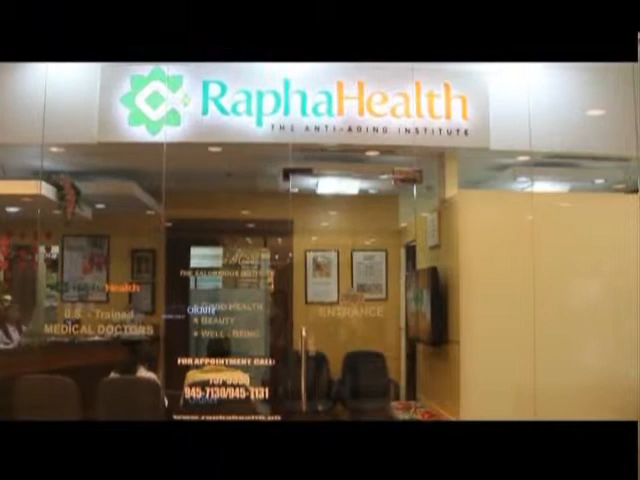 RaphaHealth
THE ANTI-AGING INSTITUTE
Health
U.S. - Trained
MEDICAL DOCTORS
GOOD HEALTH
BEAUTY
WELL - BEING
ENTRANCE
FOR APPOINTMENT CALL:
945-7130/945-7131